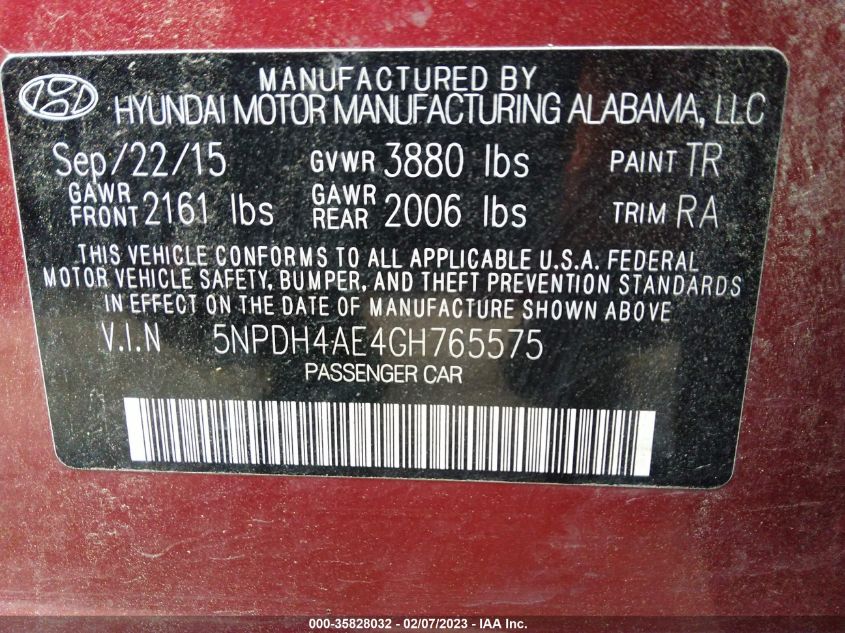 MANUFACTURED BY
HYUNDAI MOTOR MANUFACTURING ALABAMA, LLC
Sep/22/15 GVWR 3880 lbs PAINT TR
GAWR FRONT 2161 lbs GAWR REAR 2006 lbs TRIM RA
THIS VEHICLE CONFORMS TO ALL APPLICABLE U.S.A. FEDERAL
MOTOR VEHICLE SAFETY, BUMPER, AND THEFT PREVENTION STANDARDS
IN EFFECT ON THE DATE OF MANUFACTURE SHOWN ABOVE.
V.I.N 5NPDH4AE4GH765575
PASSENGER CAR
000-35828032 - 02/07/2023 - IAA Inc.